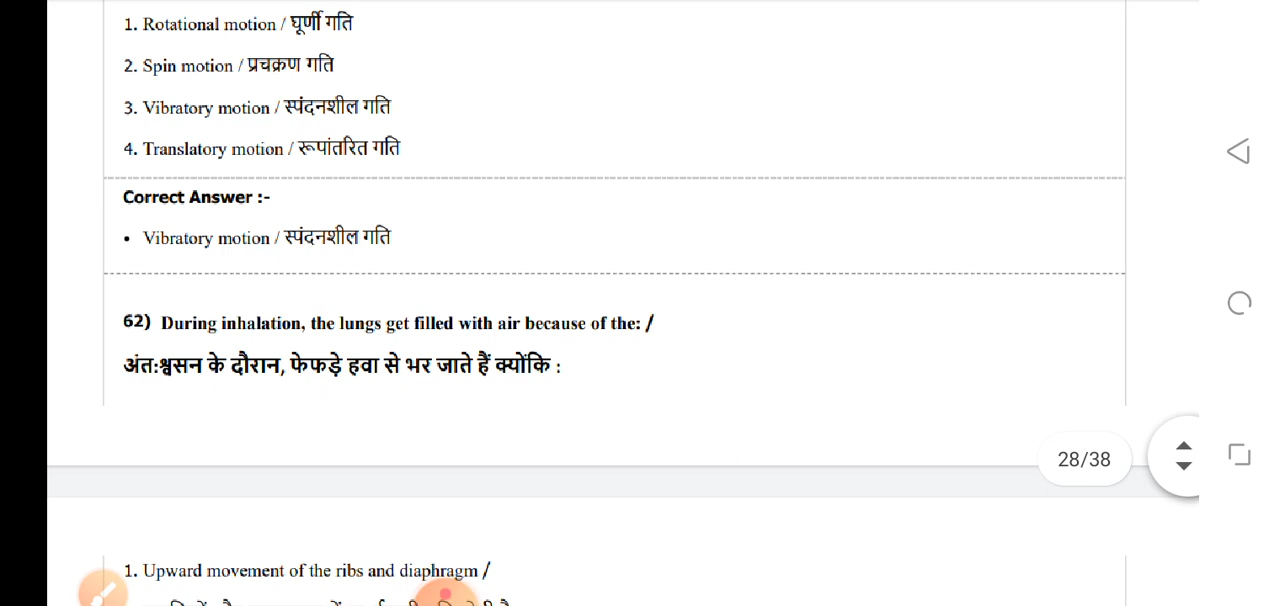 1. Rotational motion / घूर्णी गति
2. Spin motion / प्रचक्रण गति
3. Vibratory motion / स्पंदनशील गति
4. Translatory motion / रूपांतरित गति
Correct Answer :-
• Vibratory motion / स्पंदनशील गति
62) During inhalation, the lungs get filled with air because of the: /
अंत:श्वसन के दौरान, फेफड़े हवा से भर जाते हैं क्योंकि :
28/38
1. Upward movement of the ribs and diaphragm /